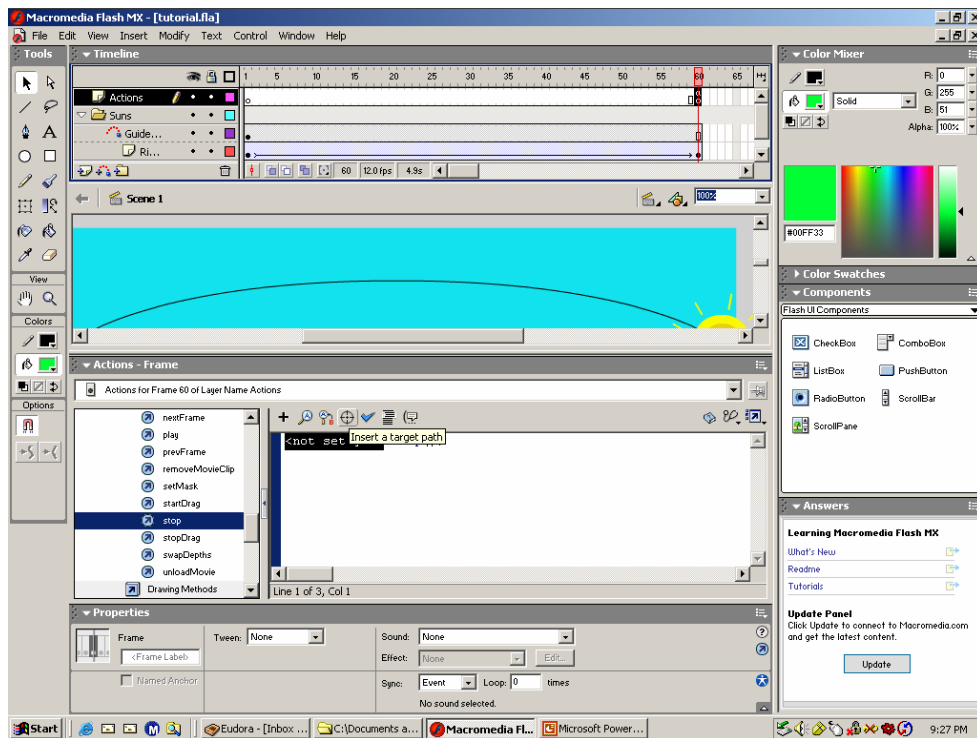 Macromedia Flash MX - [tutorial.fla]
File Edit View Insert Modify Text Control Window Help
Tools
Timeline
1 5 10 15 20 25 30 35 40 45 50 55 60 65
Actions
Suns
Guide...
Ri...
60 12.0 fps 4.9s
Scene 1
100%
View
Colors
Options
Actions - Frame
Actions for Frame 60 of Layer Name Actions
nextFrame
play
prevFrame
removeMovieClip
setMask
startDrag
stop
stopDrag
swapDepths
unloadMovie
Drawing Methods
<not set
Insert a target path
Line 1 of 3, Col 1
Properties
Frame
<Frame Label>
Named Anchor
Tween: None
Sound: None
Effect: None Edit...
Sync: Event Loop: 0 times
No sound selected.
Color Mixer
R: 0
G: 255
B: 51
Alpha: 100%
Solid
#00FF33
Color Swatches
Components
Flash UI Components
CheckBox ComboBox
ListBox PushButton
RadioButton ScrollBar
ScrollPane
Answers
Learning Macromedia Flash MX
What's New
Readme
Tutorials
Update Panel
Click Update to connect to Macromedia.com
and get the latest content.
Update
Start Eudora - [Inbox ... C:\Documents a... Macromedia Fl... Microsoft Power... 9:27 PM